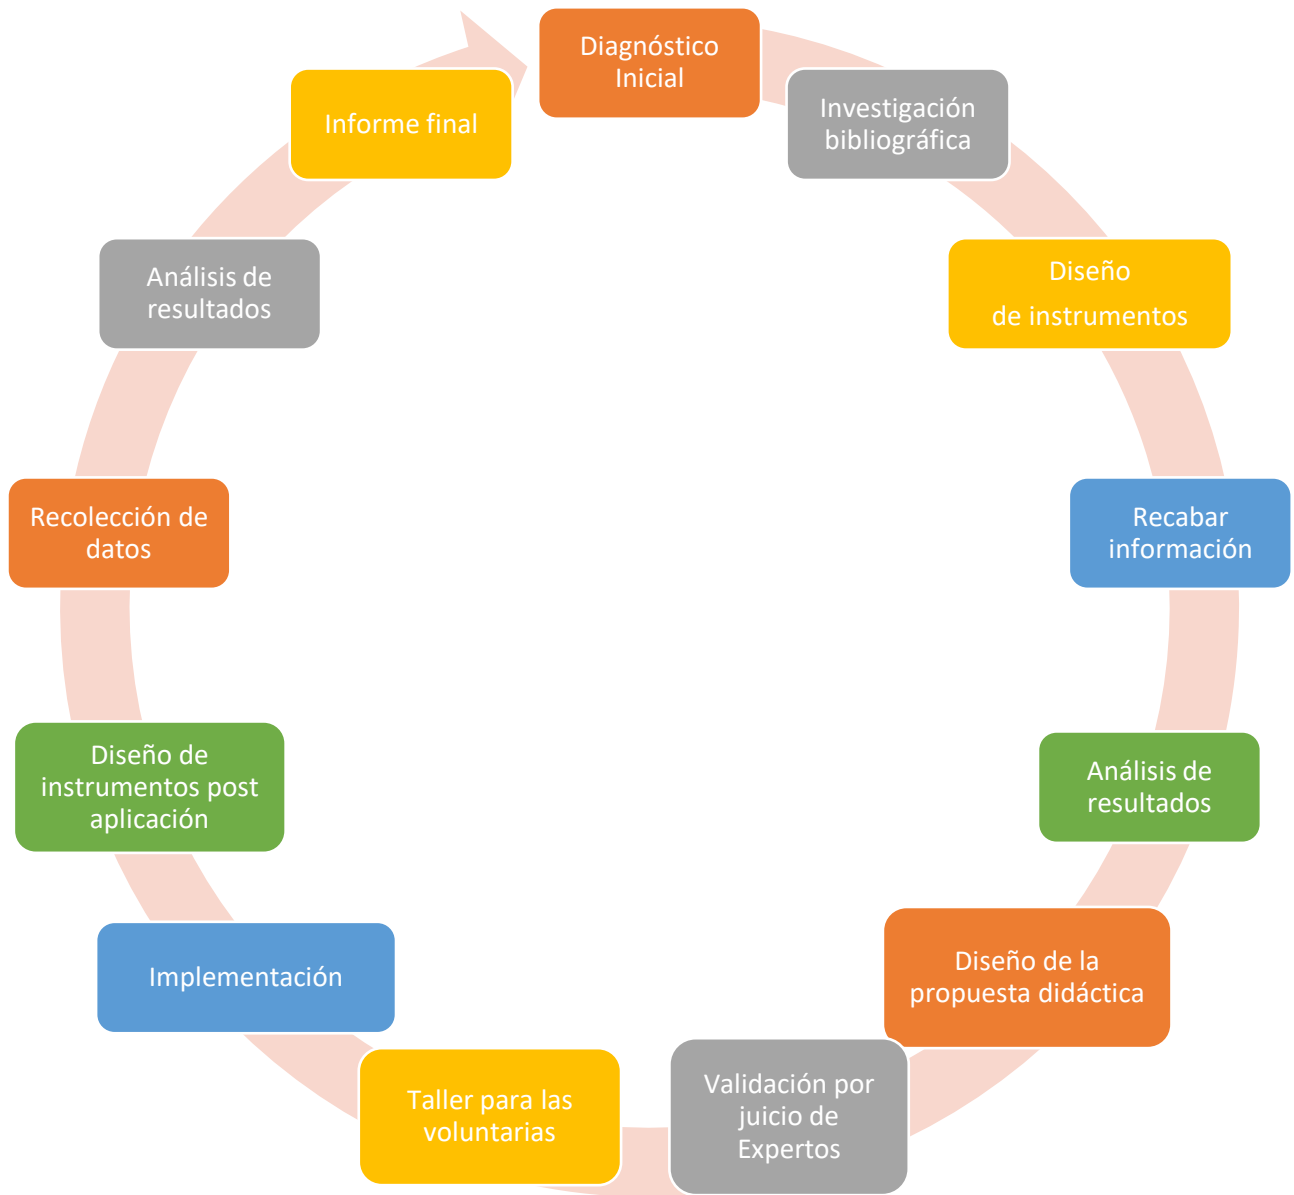 Diagnóstico
Inicial
Investigación
bibliográfica
Diseño
de instrumentos
Recabar
información
Análisis de
resultados
Diseño de la
propuesta didáctica
Validación por
juicio de
Expertos
Taller para las
voluntarias
Implementación
Diseño de
instrumentos post
aplicación
Recolección de
datos
Análisis de
resultados
Informe final